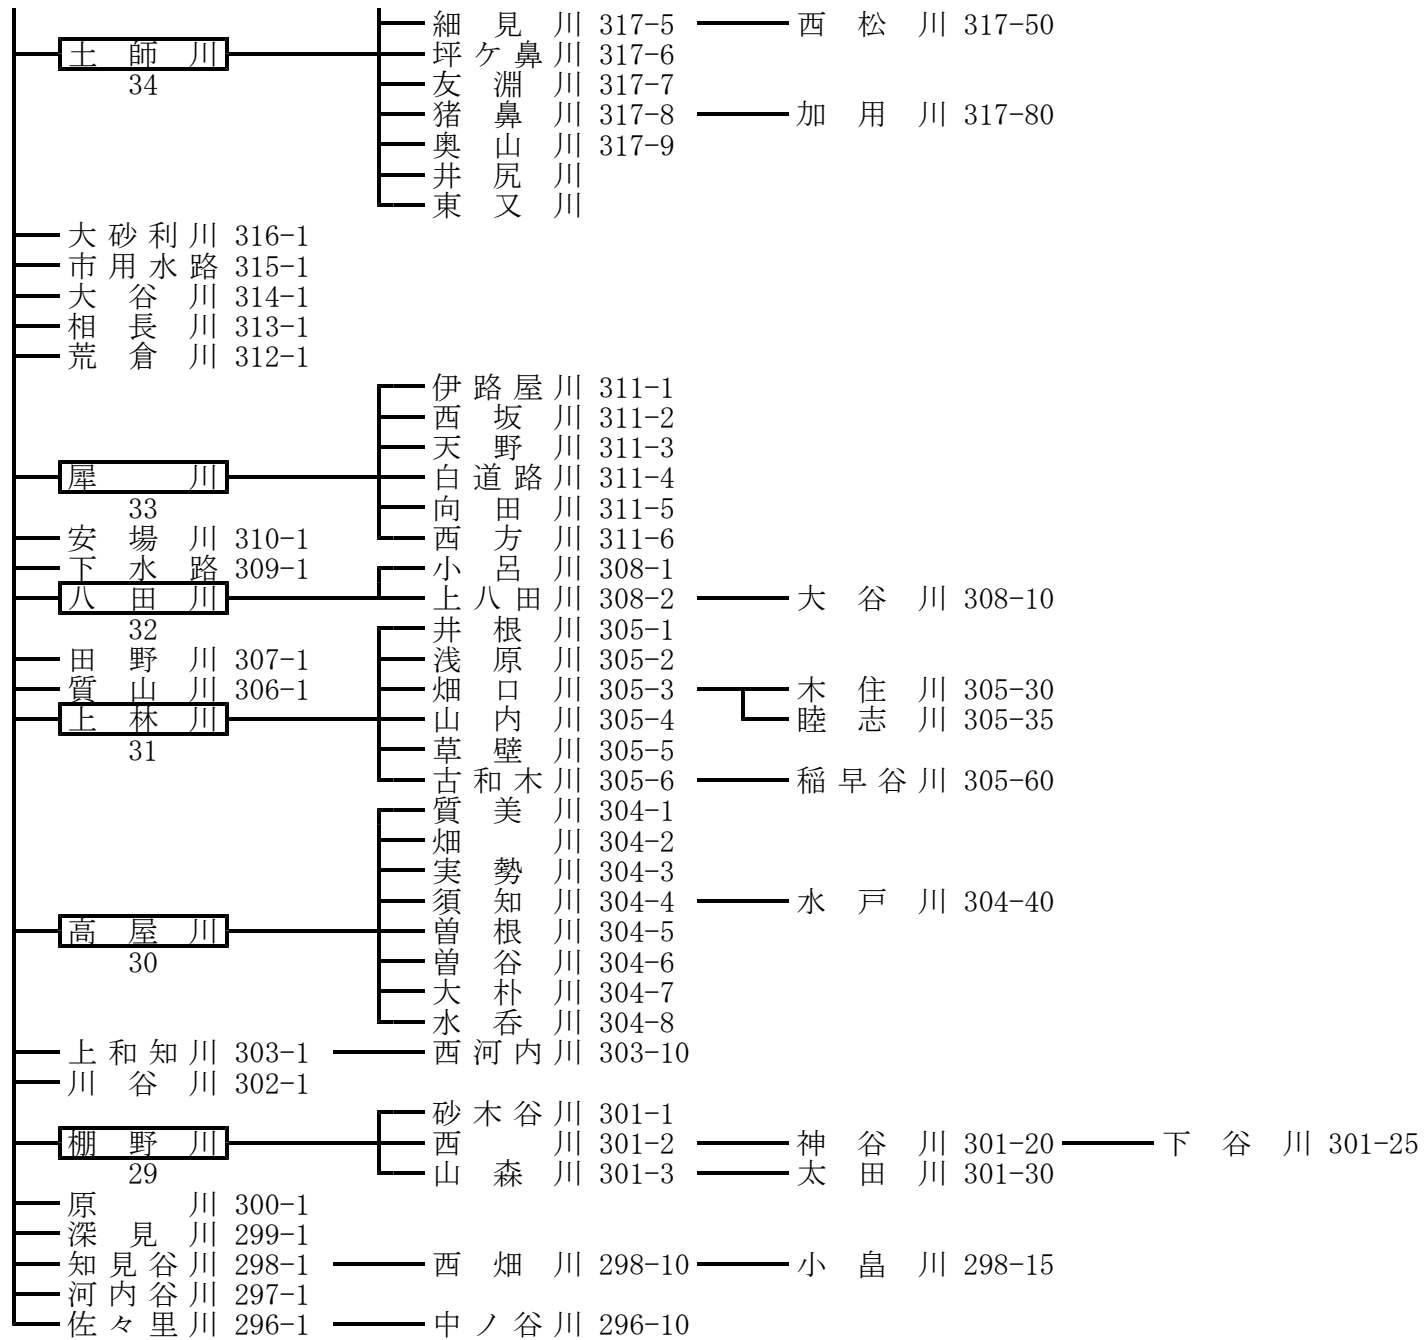 細見川 317-5 西松川 317-50
土師川 坪ケ鼻川 317-6
34 友淵川 317-7
猪鼻川 317-8 加用川 317-80
奥山川 317-9
井尻川
東又川
大砂利川 316-1
市用水路 315-1
大谷川 314-1
相長川 313-1
荒倉川 312-1
伊路屋川 311-1
西坂川 311-2
天野川 311-3
犀川 白道路川 311-4
33 向田川 311-5
安場川 310-1 西方川 311-6
下水路 309-1 小呂川 308-1
八田川 上八田川 308-2 大谷川 308-10
32 井根川 305-1
田野川 307-1 浅原川 305-2
質山川 306-1 畑口川 305-3 木住川 305-30
上林川 山内川 305-4 睦志川 305-35
31 草壁川 305-5
古和木川 305-6 稲早谷川 305-60
質美川 304-1
畑川 304-2
実勢川 304-3
須知川 304-4 水戸川 304-40
高屋川 曽根川 304-5
30 曽谷川 304-6
大朴川 304-7
水呑川 304-8
上和知川 303-1 西河内川 303-10
川谷川 302-1
砂木谷川 301-1
棚野川 西川 301-2 神谷川 301-20 下谷川 301-25
29 山森川 301-3 太田川 301-30
原川 300-1
深見川 299-1
知見谷川 298-1 西畑川 298-10 小畠川 298-15
河内谷川 297-1
佐々里川 296-1 中ノ谷川 296-10